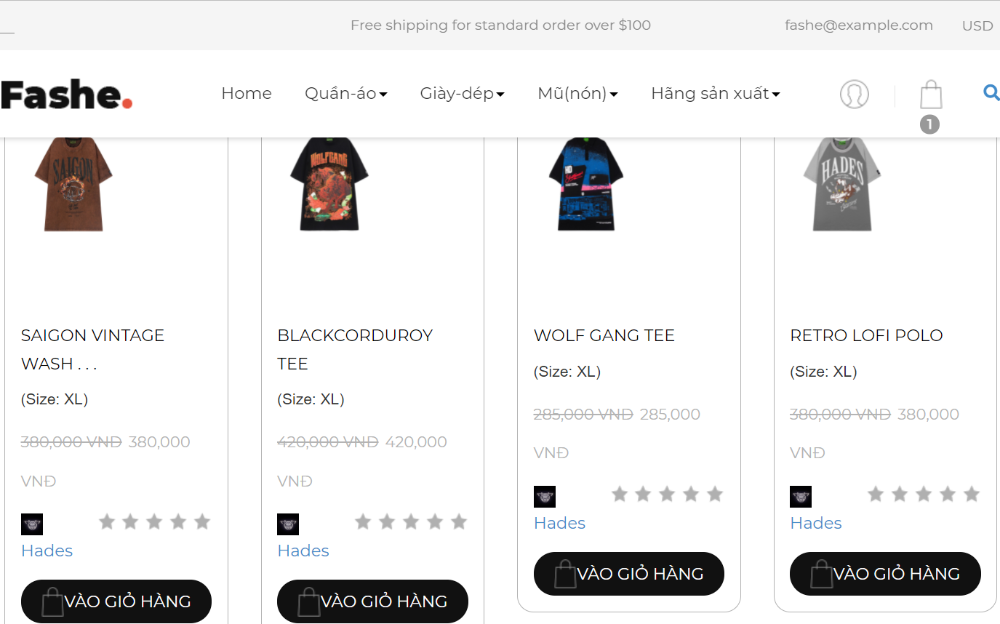 Free shipping for standard order over $100
fashe@example.com
USD
Fashe.
Home
Quần-áo
Giày-dép
Mũ(nón)
Hãng sản xuất
1
SAIGON
WOLFGANG
HD
HADES
SAIGON VINTAGE
WASH . . .
(Size: XL)
380,000 VNĐ 380,000
VNĐ
Hades
VÀO GIỎ HÀNG
BLACKCORDUROY
TEE
(Size: XL)
420,000 VNĐ 420,000
VNĐ
Hades
VÀO GIỎ HÀNG
WOLF GANG TEE
(Size: XL)
285,000 VNĐ 285,000
VNĐ
Hades
VÀO GIỎ HÀNG
RETRO LOFI POLO
(Size: XL)
380,000 VNĐ 380,000
VNĐ
Hades
VÀO GIỎ HÀNG